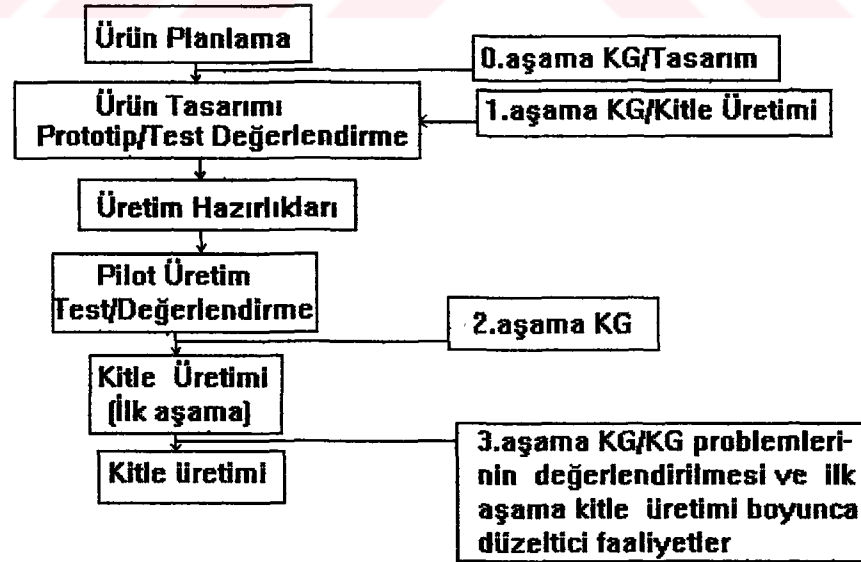 Ürün Planlama
0.aşama KG/Tasarım
Ürün Tasarımı
Prototip/Test Değerlendirme
1.aşama KG/Kitle Üretimi
Üretim Hazırlıkları
Pilot Üretim
Test/Değerlendirme
2.aşama KG
Kitle Üretimi
(İlk aşama)
Kitle üretimi
3.aşama KG/KG problemleri-
nin değerlendirilmesi ve ilk
aşama kitle üretimi boyunca
düzeltici faaliyetler